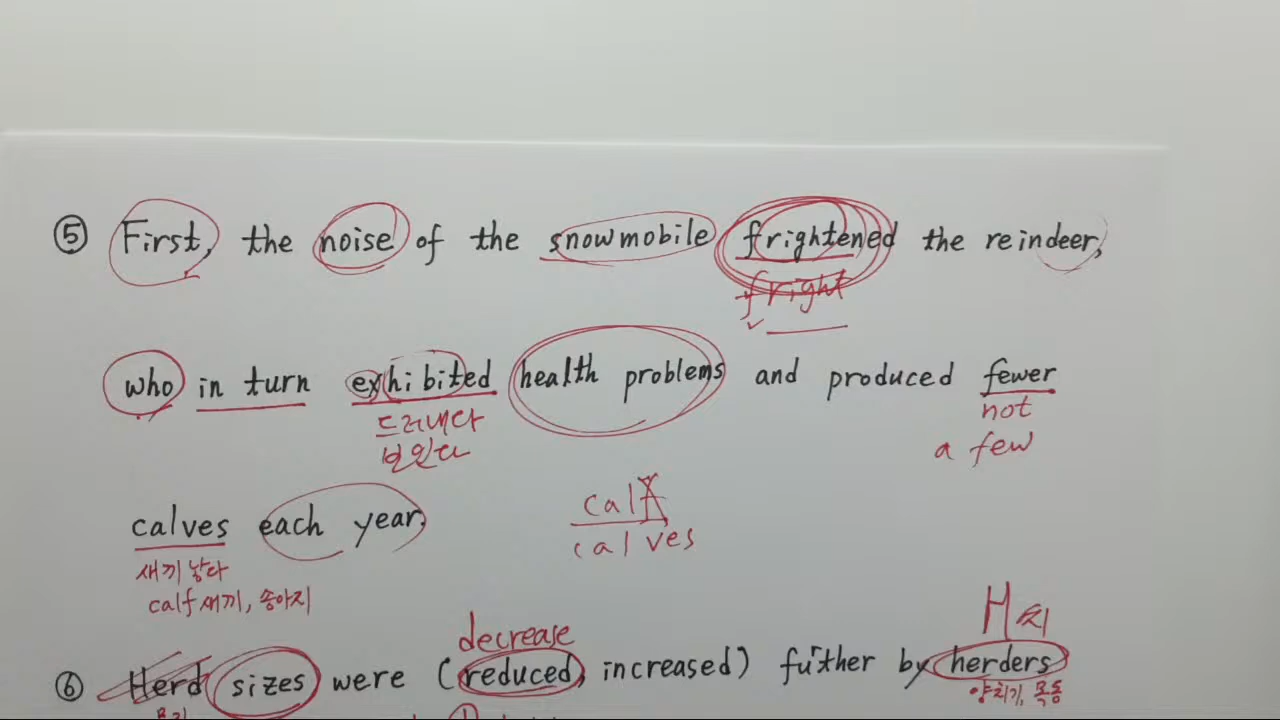 ⑤ First, the noise of the snowmobile frightened the reindeer,
fright
who in turn exhibited health problems and produced fewer
드러내다
보인다
not
a few
calves each year,
calf
calves
새끼 낳다
calf 새끼, 송아지
decrease
⑥ Herd sizes were (reduced, increased) further by herders
양치기, 목동